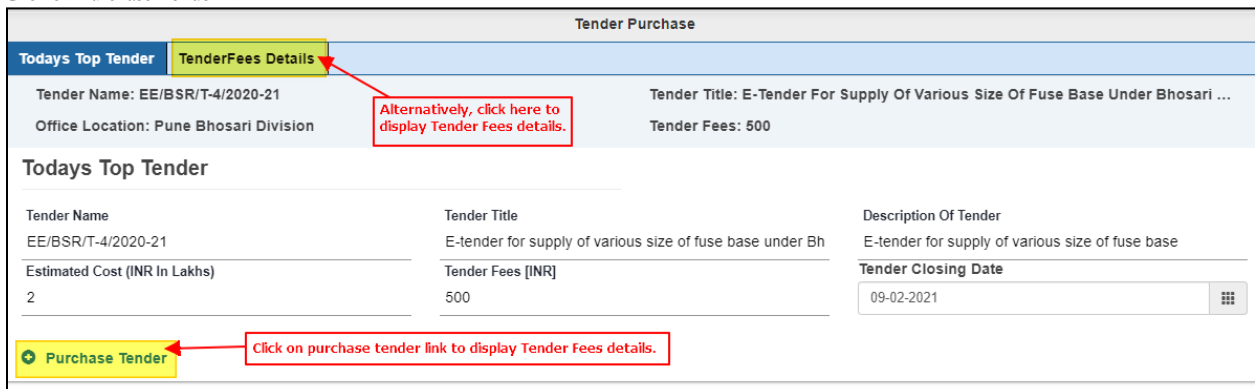 Tender Purchase
Todays Top Tender TenderFees Details
Tender Name: EE/BSR/T-4/2020-21 Tender Title: E-Tender For Supply Of Various Size Of Fuse Base Under Bhosari ...
Alternatively, click here to
display Tender Fees details.
Office Location: Pune Bhosari Division Tender Fees: 500
Todays Top Tender
Tender Name Tender Title Description Of Tender
EE/BSR/T-4/2020-21 E-tender for supply of various size of fuse base under Bh E-tender for supply of various size of fuse base
Estimated Cost (INR In Lakhs) Tender Fees [INR] Tender Closing Date
2 500 09-02-2021
Purchase Tender Click on purchase tender link to display Tender Fees details.